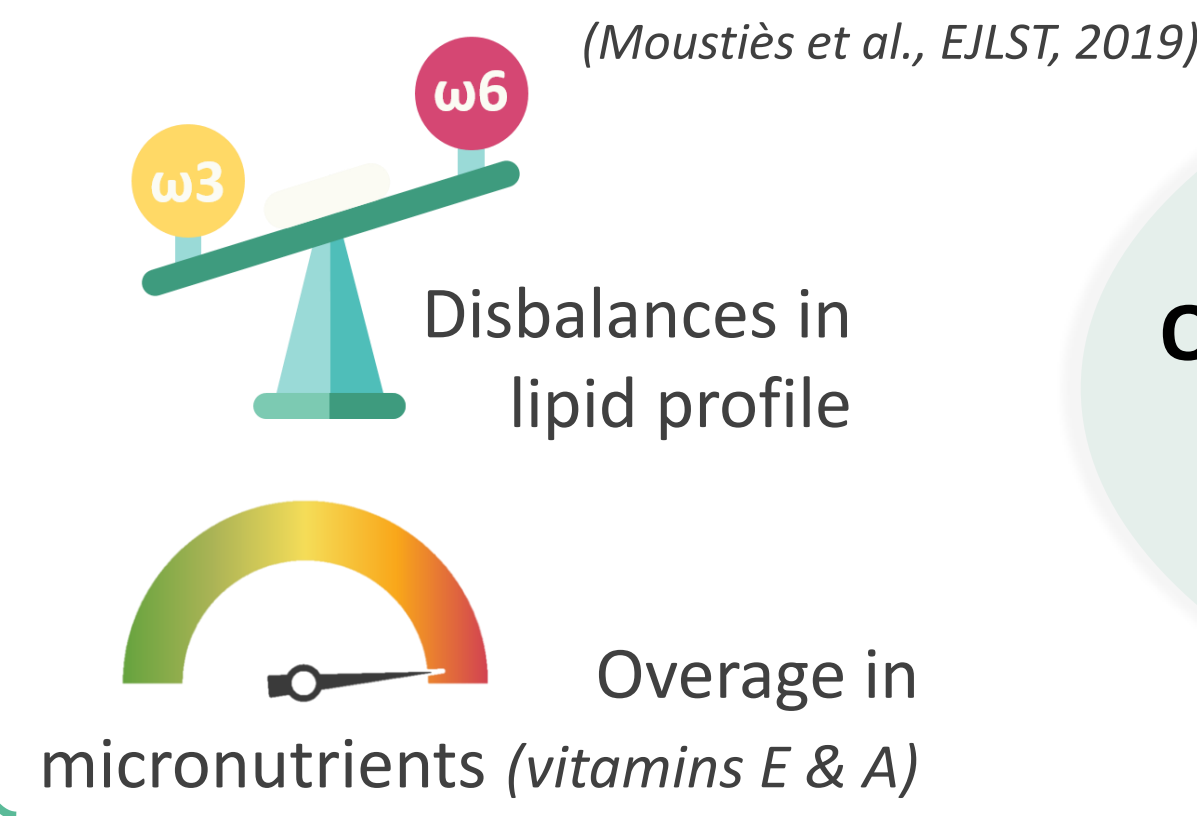 (Moustiès et al., EJLST, 2019)
ω6
ω3
Disbalances in
lipid profile
Overage in
micronutrients (vitamins E & A)